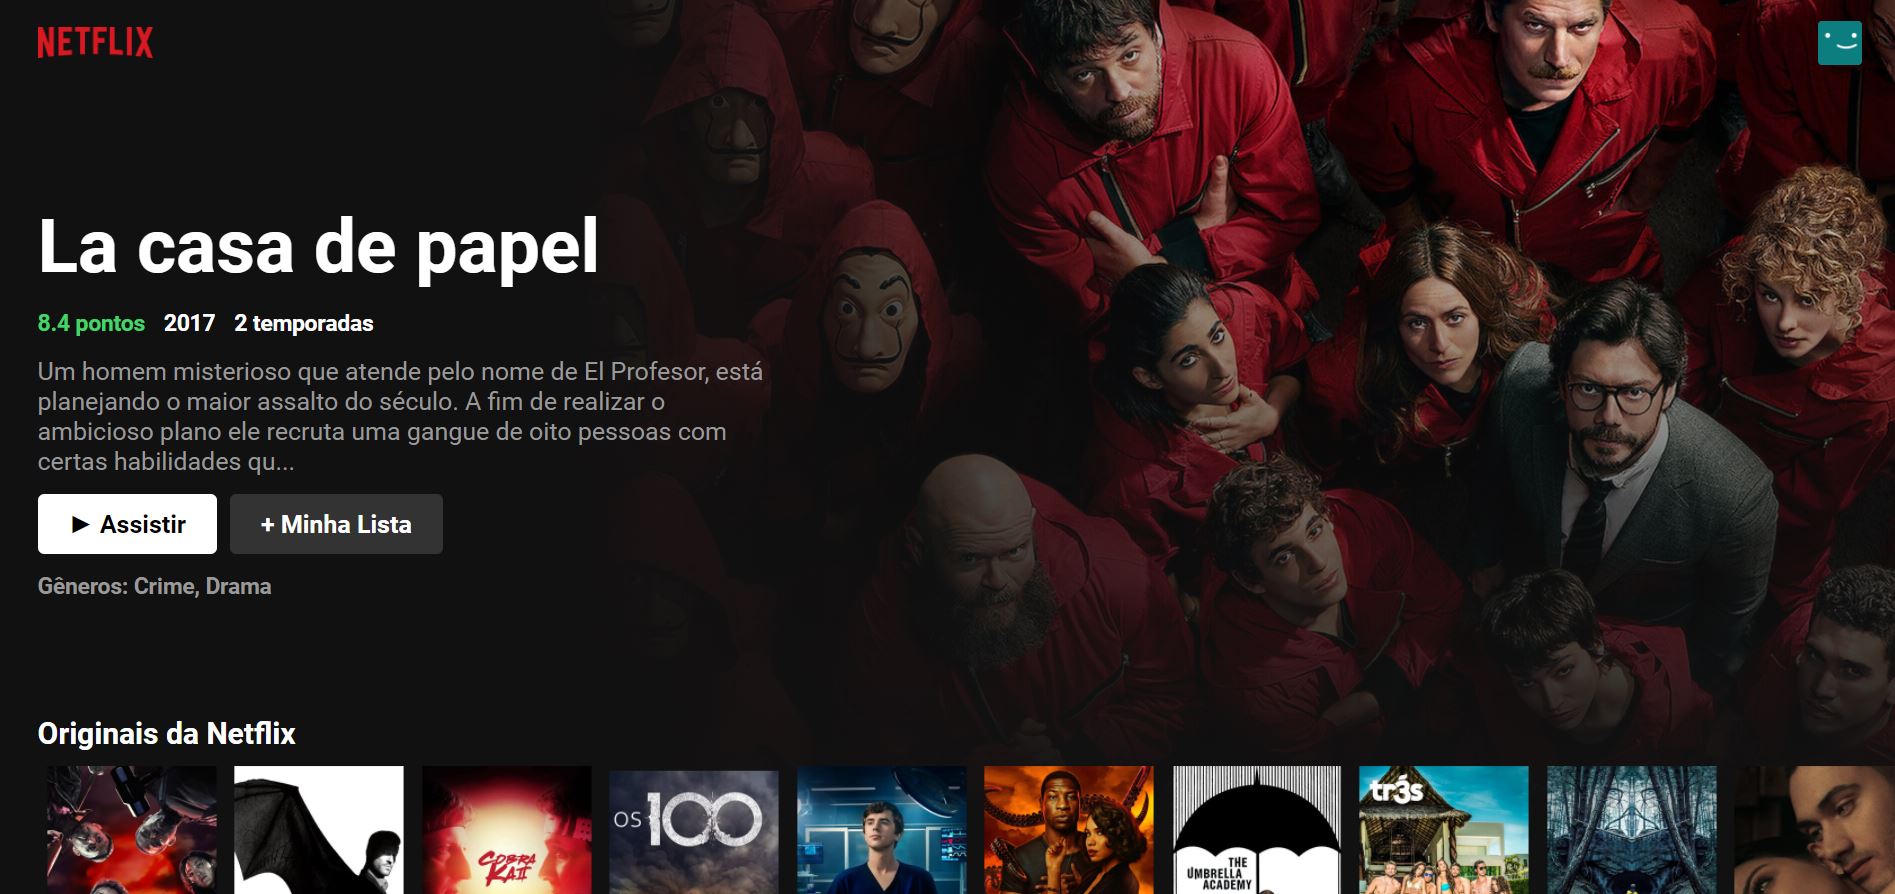 NETFLIX
La casa de papel
8.4 pontos 2017 2 temporadas
Um homem misterioso que atende pelo nome de El Profesor, está
planejando o maior assalto do século. A fim de realizar o
ambicioso plano ele recruta uma gangue de oito pessoas com
certas habilidades qu...
► Assistir
+ Minha Lista
Gêneros: Crime, Drama
Originais da Netflix
COBRA
KAI
OS 100
THE
UMBRELLA
ACADEMY
tr3s